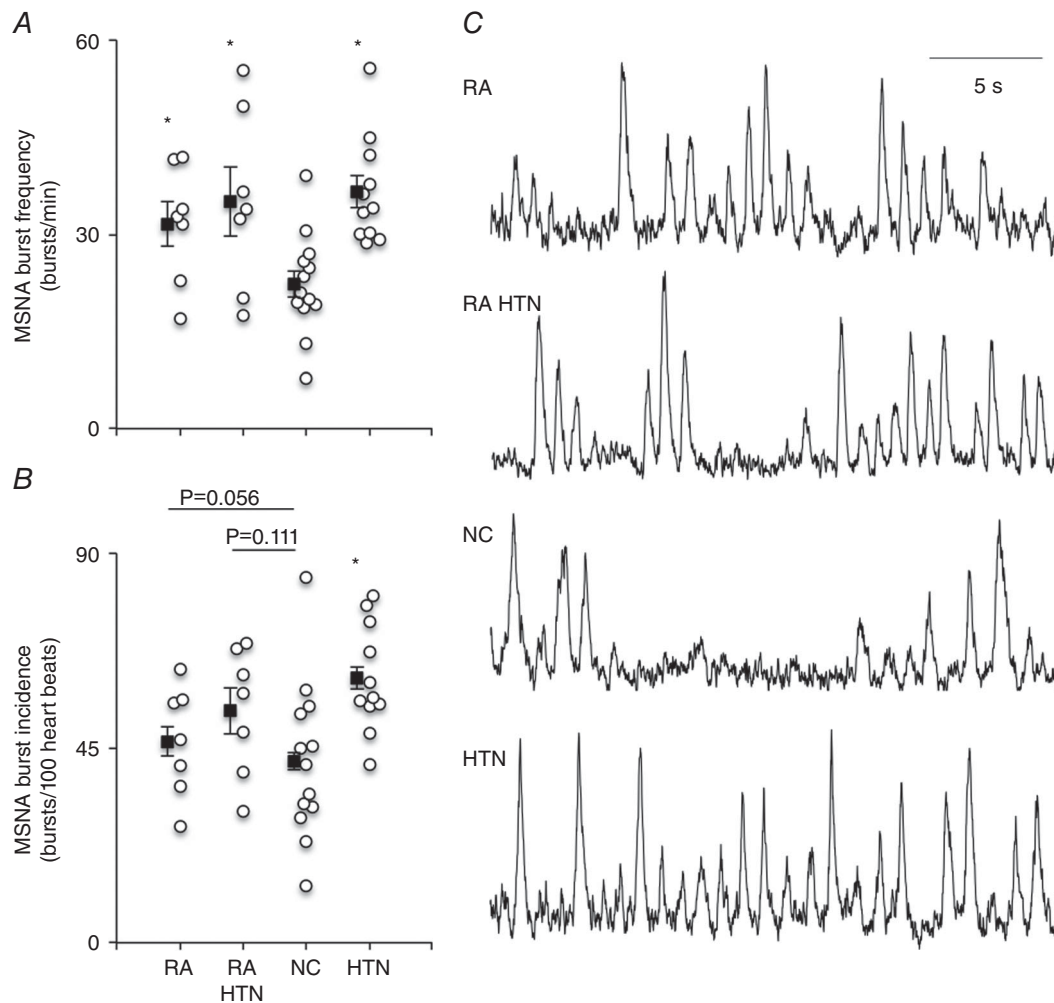 A
60
MSNA burst frequency
(bursts/min)
30
0
*
*
*
B
P=0.056
P=0.111
*
90
MSNA burst incidence
(bursts/100 heart beats)
45
0
RA
RA
HTN
NC
HTN
C
RA
5 s
RA HTN
NC
HTN